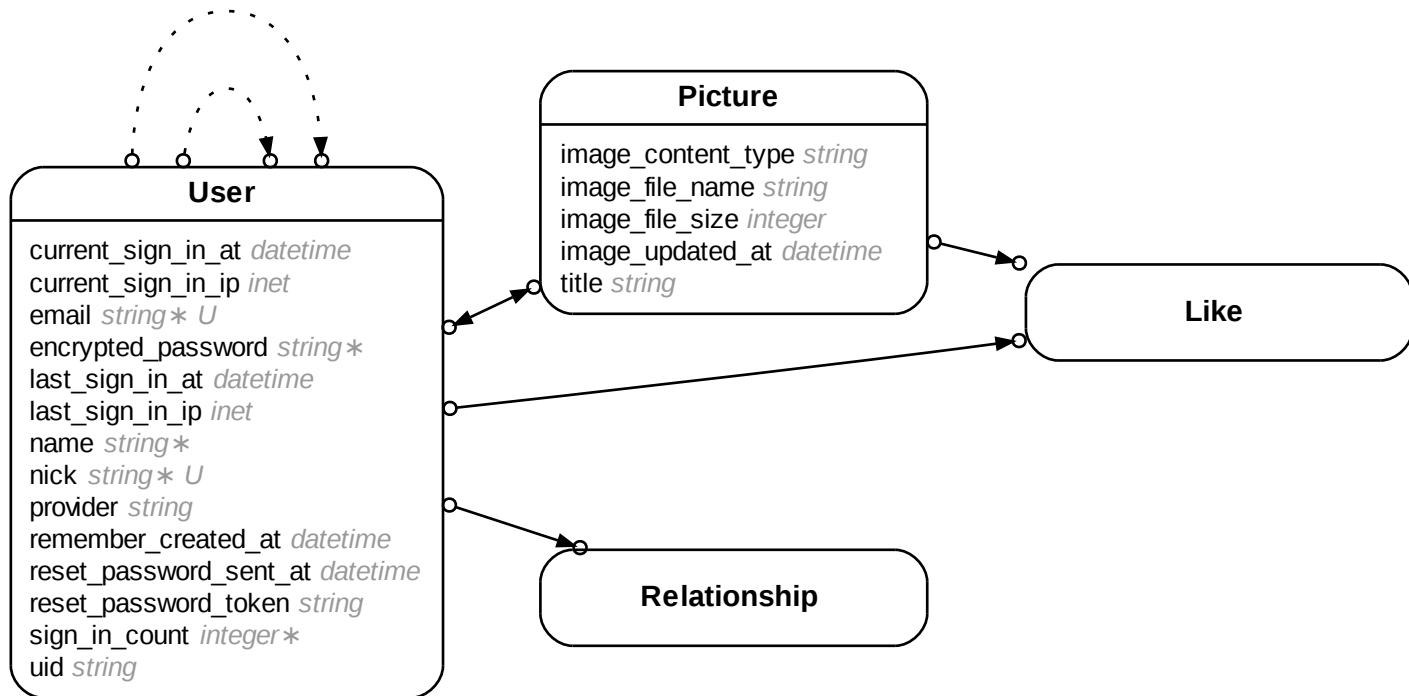 User
current_sign_in_at datetime
current_sign_in_ip inet
email string∗ U
encrypted_password string∗
last_sign_in_at datetime
last_sign_in_ip inet
name string∗
nick string∗ U
provider string
remember_created_at datetime
reset_password_sent_at datetime
reset_password_token string
sign_in_count integer∗
uid string
Picture
image_content_type string
image_file_name string
image_file_size integer
image_updated_at datetime
title string
Like
Relationship